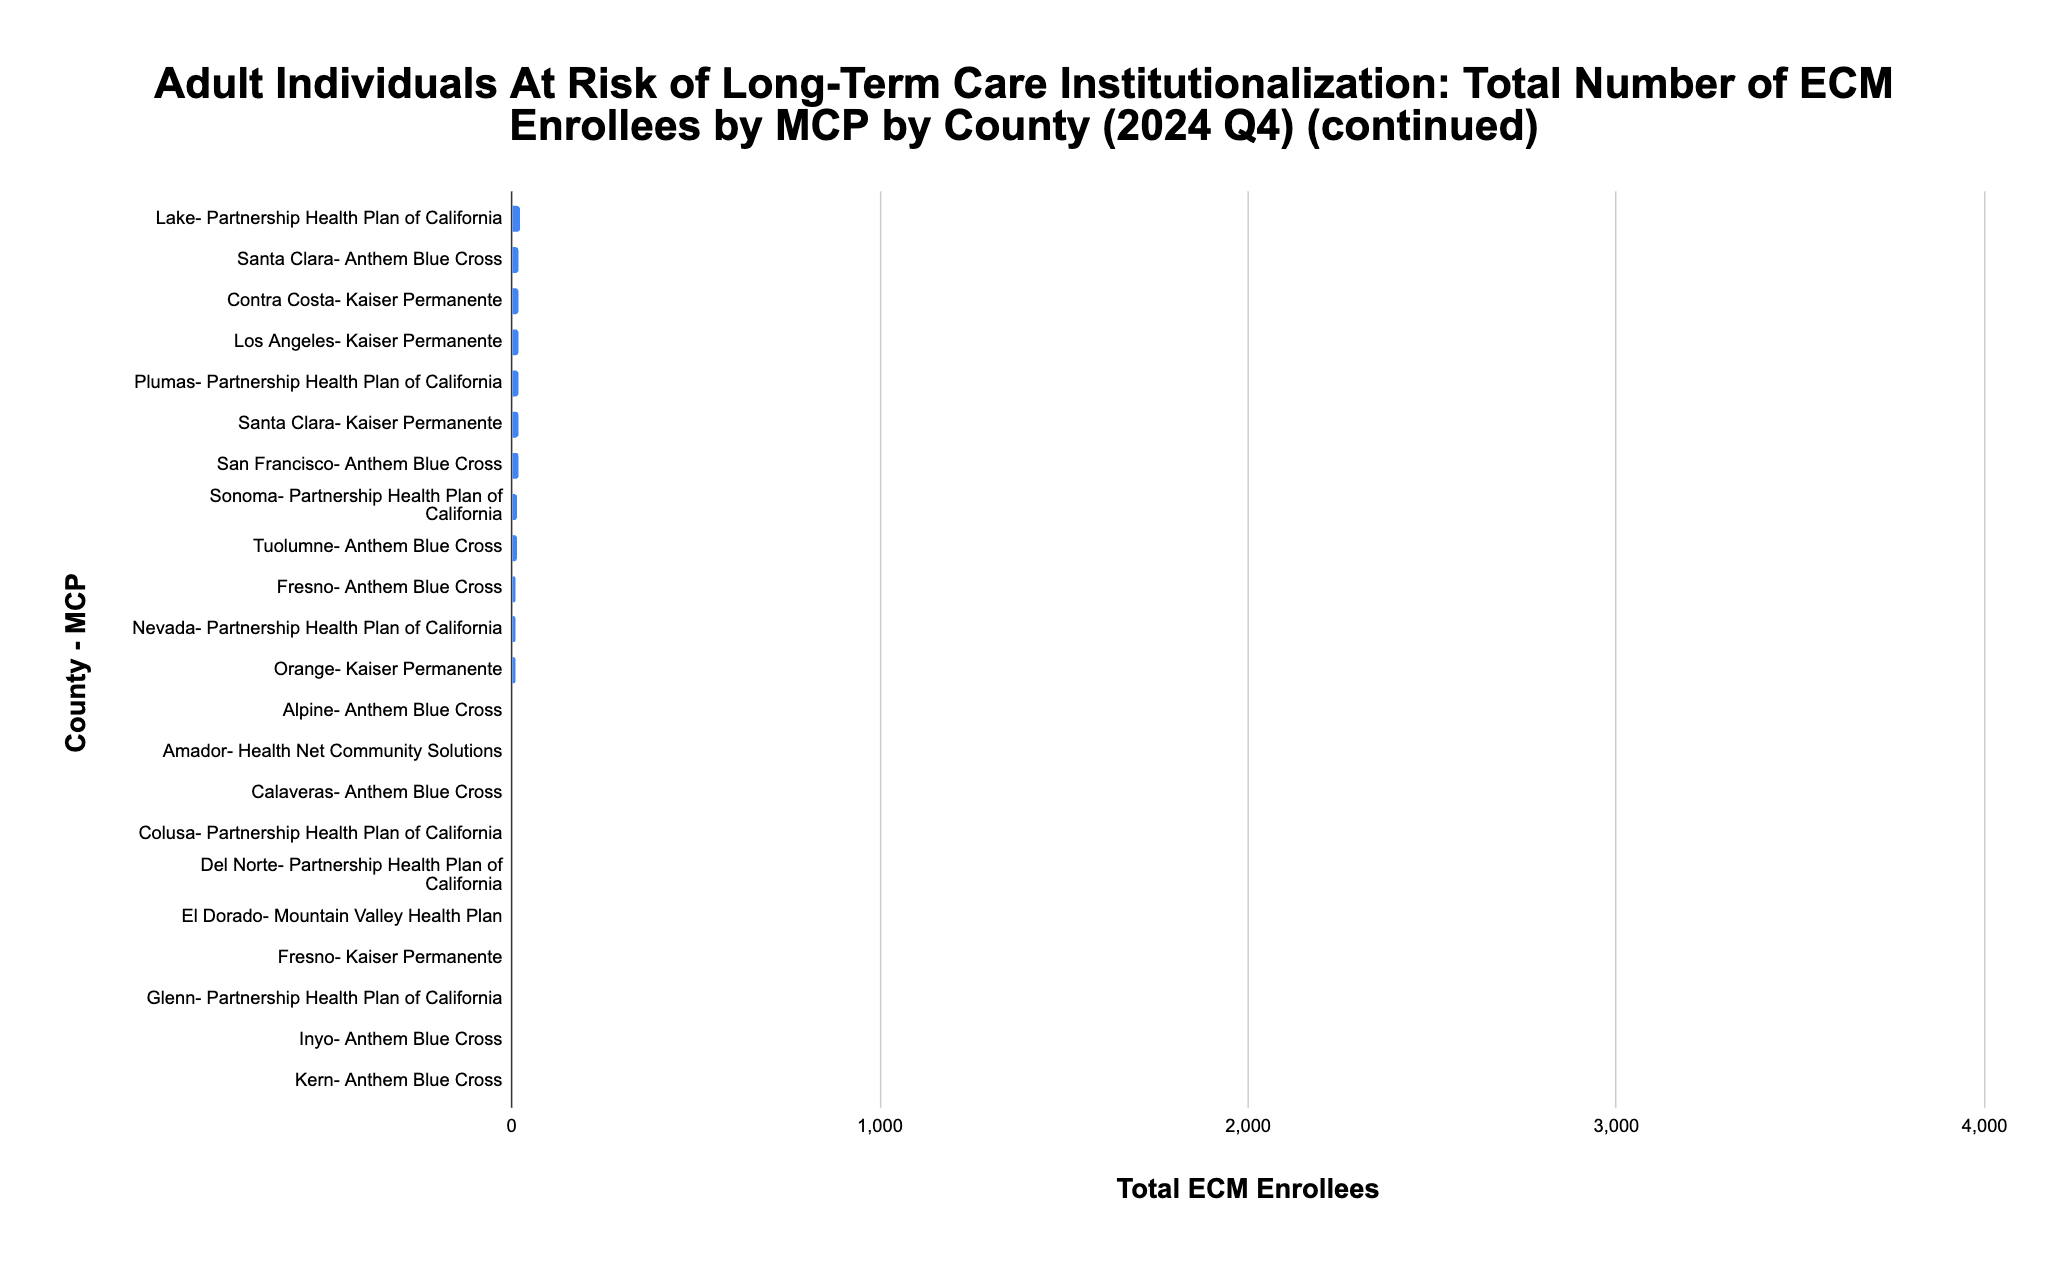 Adult Individuals At Risk of Long-Term Care Institutionalization: Total Number of ECM
Enrollees by MCP by County (2024 Q4) (continued)
County - MCP
Lake- Partnership Health Plan of California
Santa Clara- Anthem Blue Cross
Contra Costa- Kaiser Permanente
Los Angeles- Kaiser Permanente
Plumas- Partnership Health Plan of California
Santa Clara- Kaiser Permanente
San Francisco- Anthem Blue Cross
Sonoma- Partnership Health Plan of
California
Tuolumne- Anthem Blue Cross
Fresno- Anthem Blue Cross
Nevada- Partnership Health Plan of California
Orange- Kaiser Permanente
Alpine- Anthem Blue Cross
Amador- Health Net Community Solutions
Calaveras- Anthem Blue Cross
Colusa- Partnership Health Plan of California
Del Norte- Partnership Health Plan of
California
El Dorado- Mountain Valley Health Plan
Fresno- Kaiser Permanente
Glenn- Partnership Health Plan of California
Inyo- Anthem Blue Cross
Kern- Anthem Blue Cross
0 1,000 2,000 3,000 4,000
Total ECM Enrollees